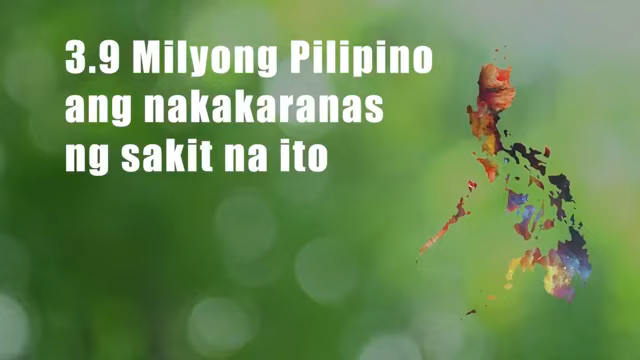 3.9 Milyong Pilipino
ang nakakaranas
ng sakit na ito